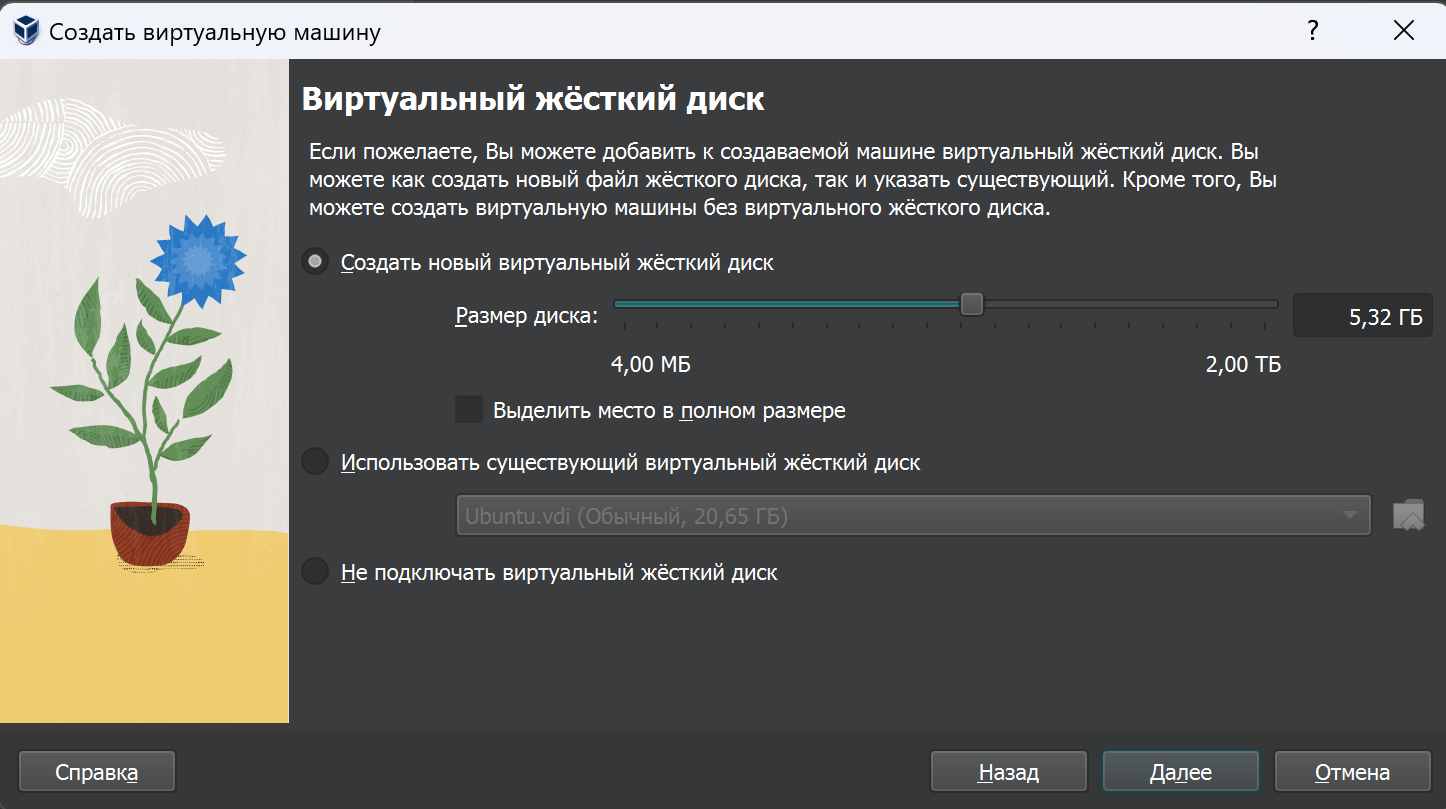 Создать виртуальную машину
?
Виртуальный жёсткий диск
Если пожелаете, Вы можете добавить к создаваемой машине виртуальный жёсткий диск. Вы
можете как создать новый файл жёсткого диска, так и указать существующий. Кроме того, Вы
можете создать виртуальную машины без виртуального жёсткого диска.
Создать новый виртуальный жёсткий диск
Размер диска:
5,32 ГБ
4,00 МБ
2,00 ТБ
Выделить место в полном размере
Использовать существующий виртуальный жёсткий диск
Ubuntu.vdi (Обычный, 20,65 ГБ)
Не подключать виртуальный жёсткий диск
Справка
Назад
Далее
Отмена